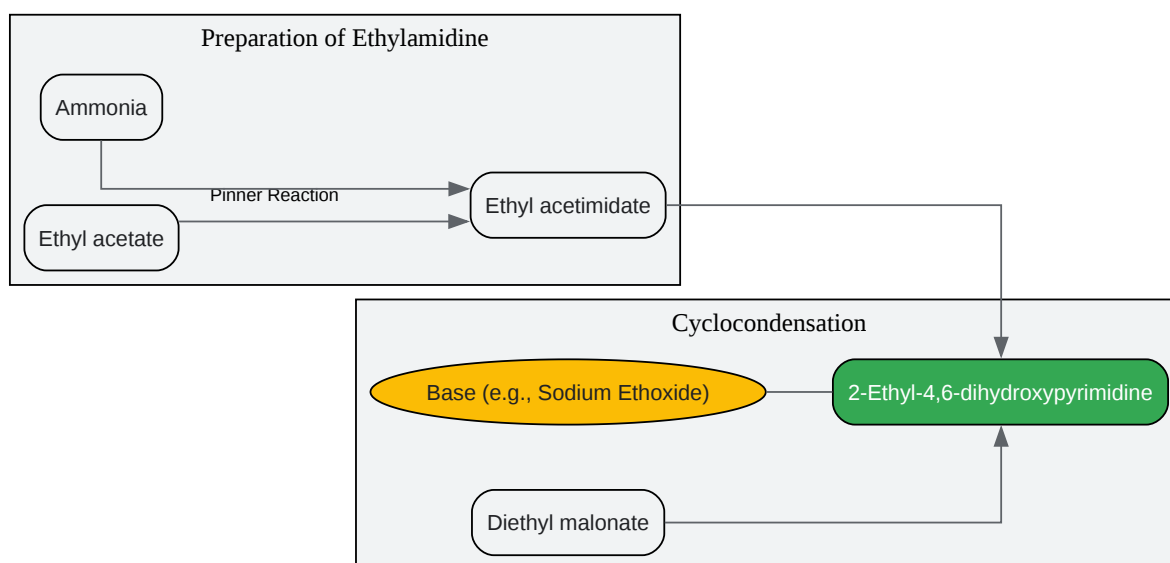 Preparation of Ethylamidine
Ammonia
Pinner Reaction
Ethyl acetimidate
Ethyl acetate
Cyclocondensation
Base (e.g., Sodium Ethoxide)
2-Ethyl-4,6-dihydroxypyrimidine
Diethyl malonate